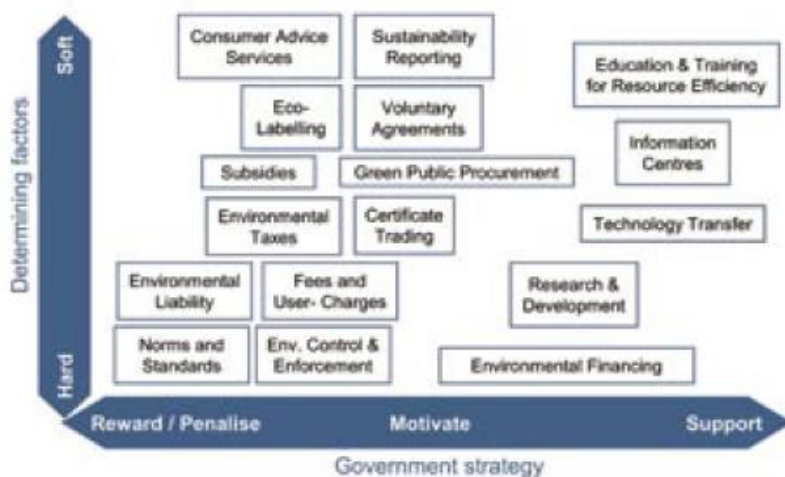 Determining factors
Soft
Hard
Consumer Advice
Services
Sustainability
Reporting
Education & Training
for Resource Efficiency
Eco-
Labelling
Voluntary
Agreements
Information
Centres
Subsidies
Green Public Procurement
Environmental
Taxes
Certificate
Trading
Technology Transfer
Environmental
Liability
Fees and
User- Charges
Research &
Development
Norms and
Standards
Env. Control &
Enforcement
Environmental Financing
Reward / Penalise
Motivate
Support
Government strategy